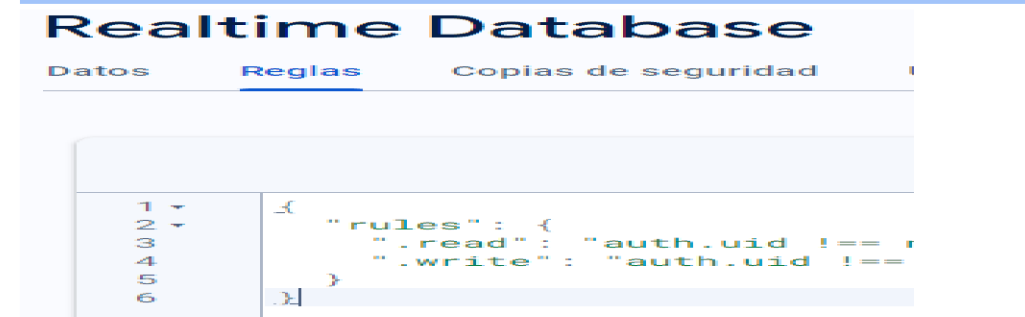 Realtime Database
Datos Reglas Copias de seguridad
1 {
2 "rules": {
3 ".read": "auth.uid !==
4 ".write": "auth.uid !==
5 }
6 }